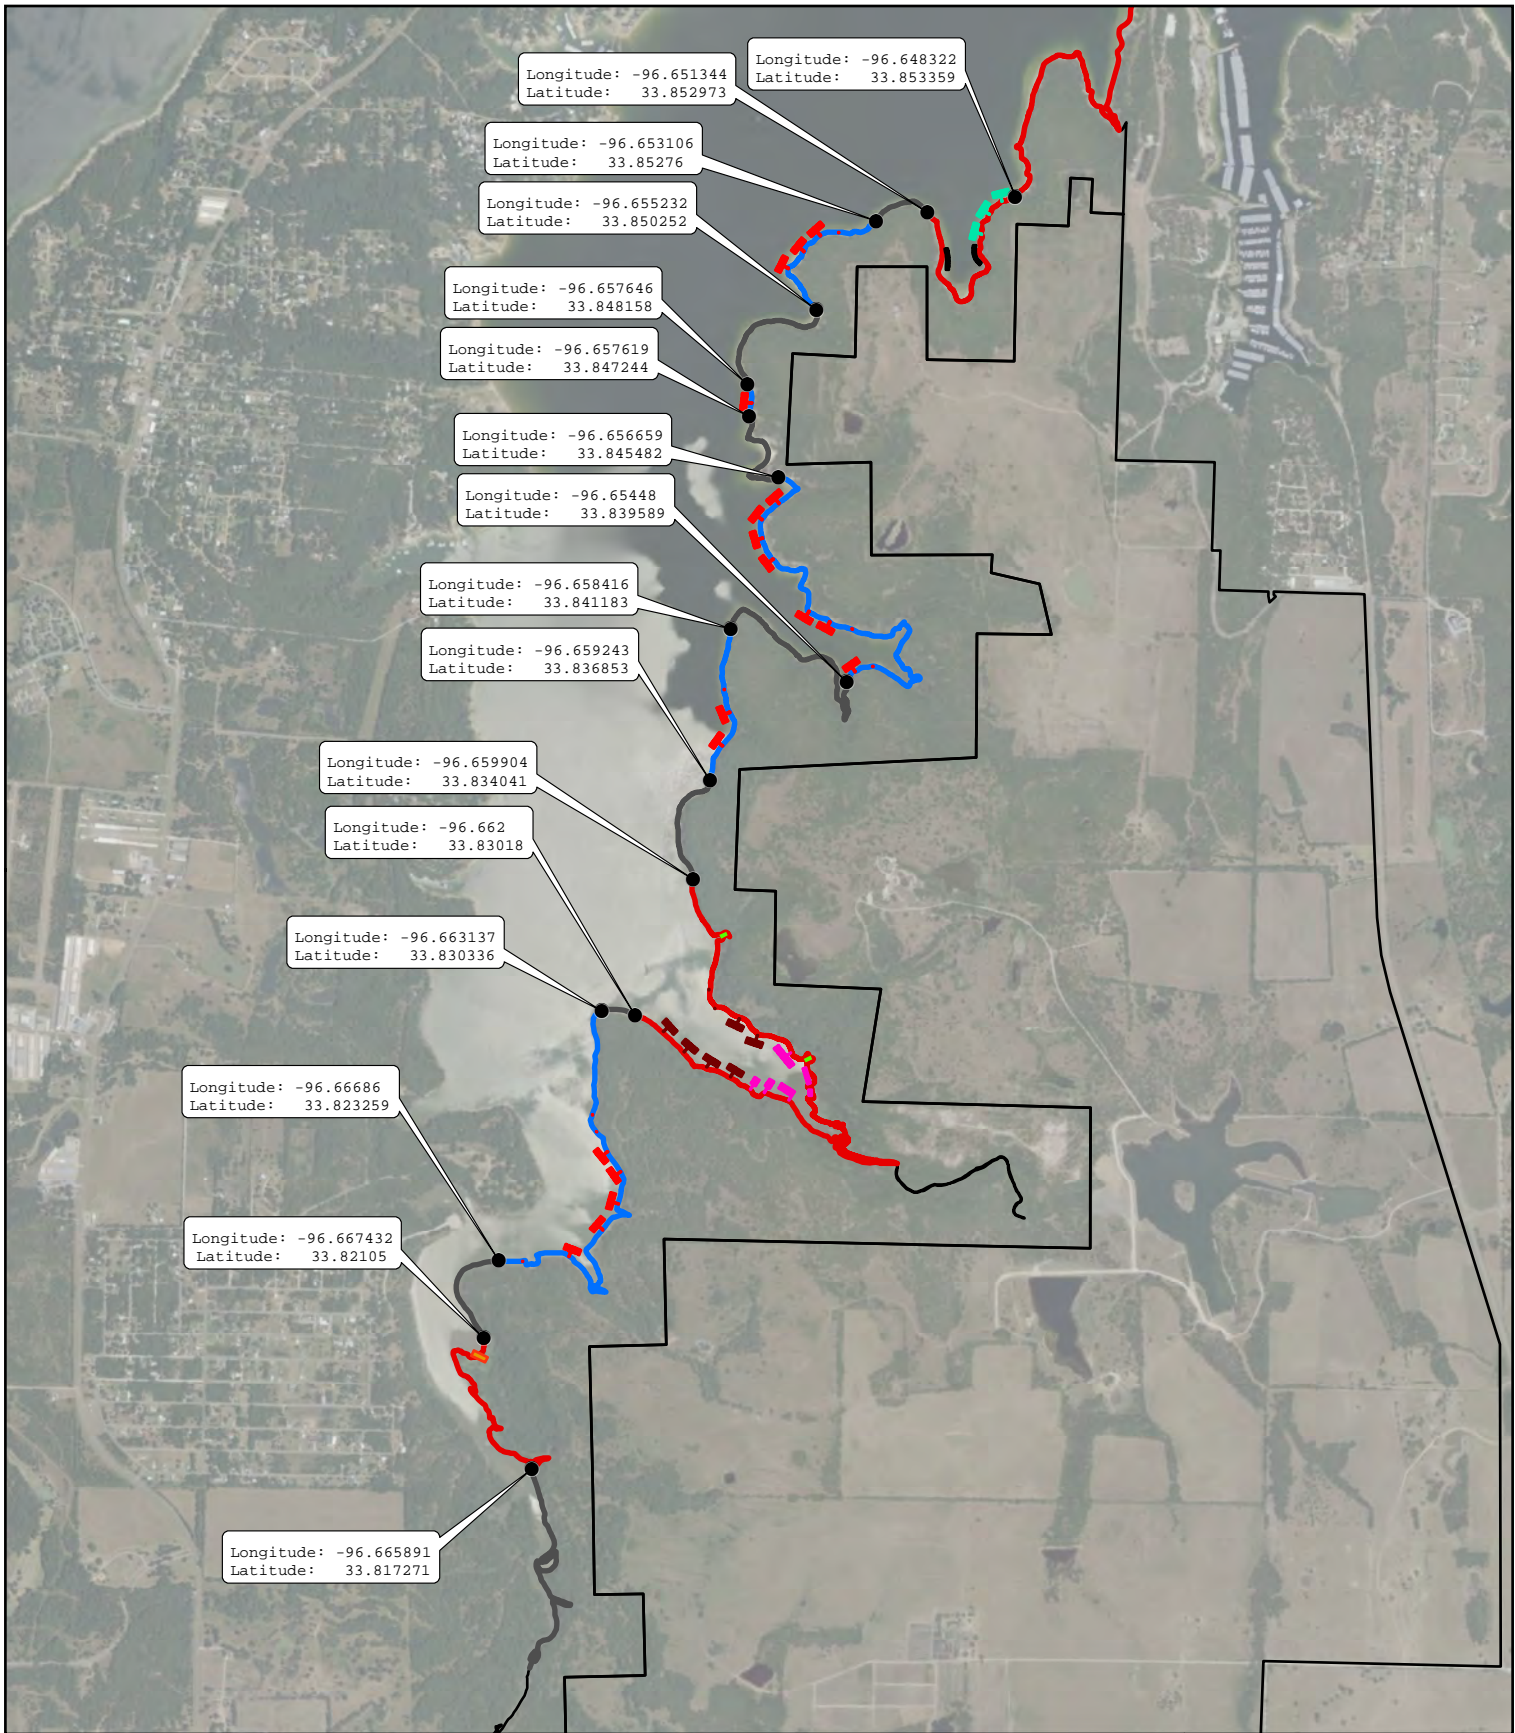 Longitude: -96.648322
Latitude: 33.853359
Longitude: -96.651344
Latitude: 33.852973
Longitude: -96.653106
Latitude: 33.85276
Longitude: -96.655232
Latitude: 33.850252
Longitude: -96.657646
Latitude: 33.848158
Longitude: -96.657619
Latitude: 33.847244
Longitude: -96.656659
Latitude: 33.845482
Longitude: -96.65448
Latitude: 33.839589
Longitude: -96.658416
Latitude: 33.841183
Longitude: -96.659243
Latitude: 33.836853
Longitude: -96.659904
Latitude: 33.834041
Longitude: -96.662
Latitude: 33.83018
Longitude: -96.663137
Latitude: 33.830336
Longitude: -96.66686
Latitude: 33.823259
Longitude: -96.667432
Latitude: 33.82105
Longitude: -96.665891
Latitude: 33.817271